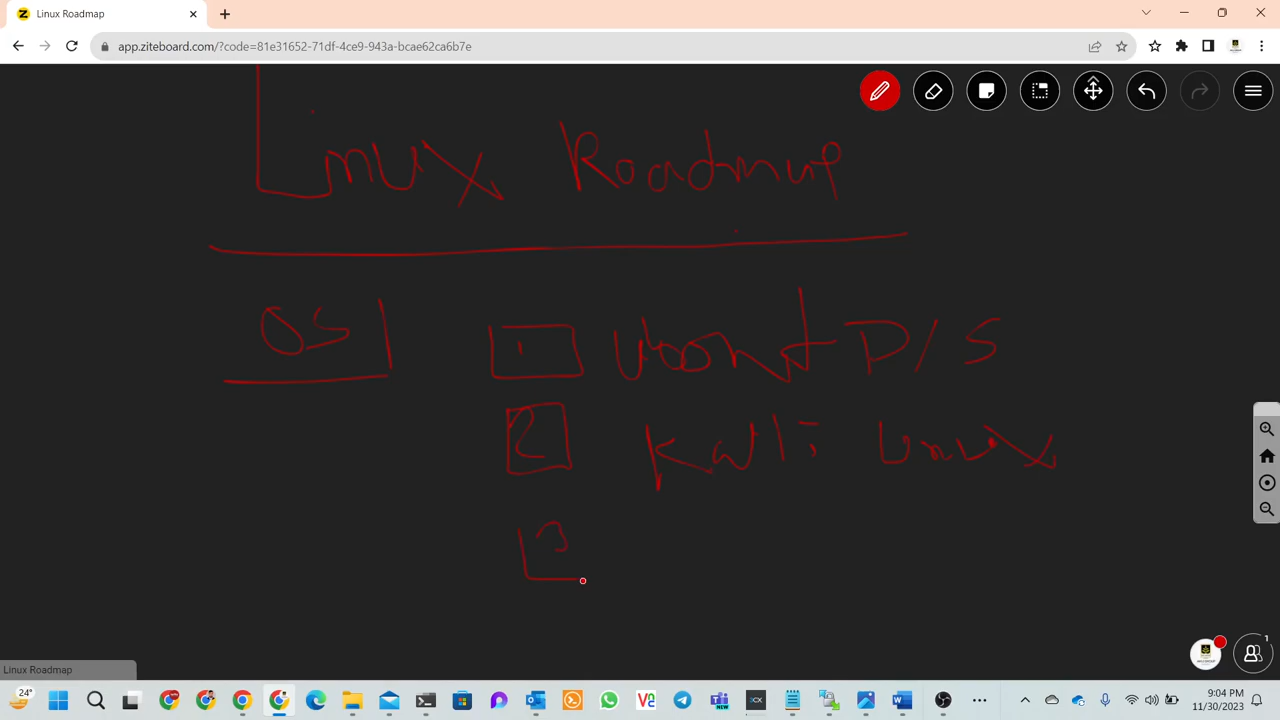 Linux Roadmap
app.ziteboard.com/?code=81e31652-71df-4ce9-943a-bcae62ca6b7e
Linux Roadmap
OS
1 D/S
2 Kali Linux
3
1
Linux Roadmap
24°
9:04 PM
11/30/2023